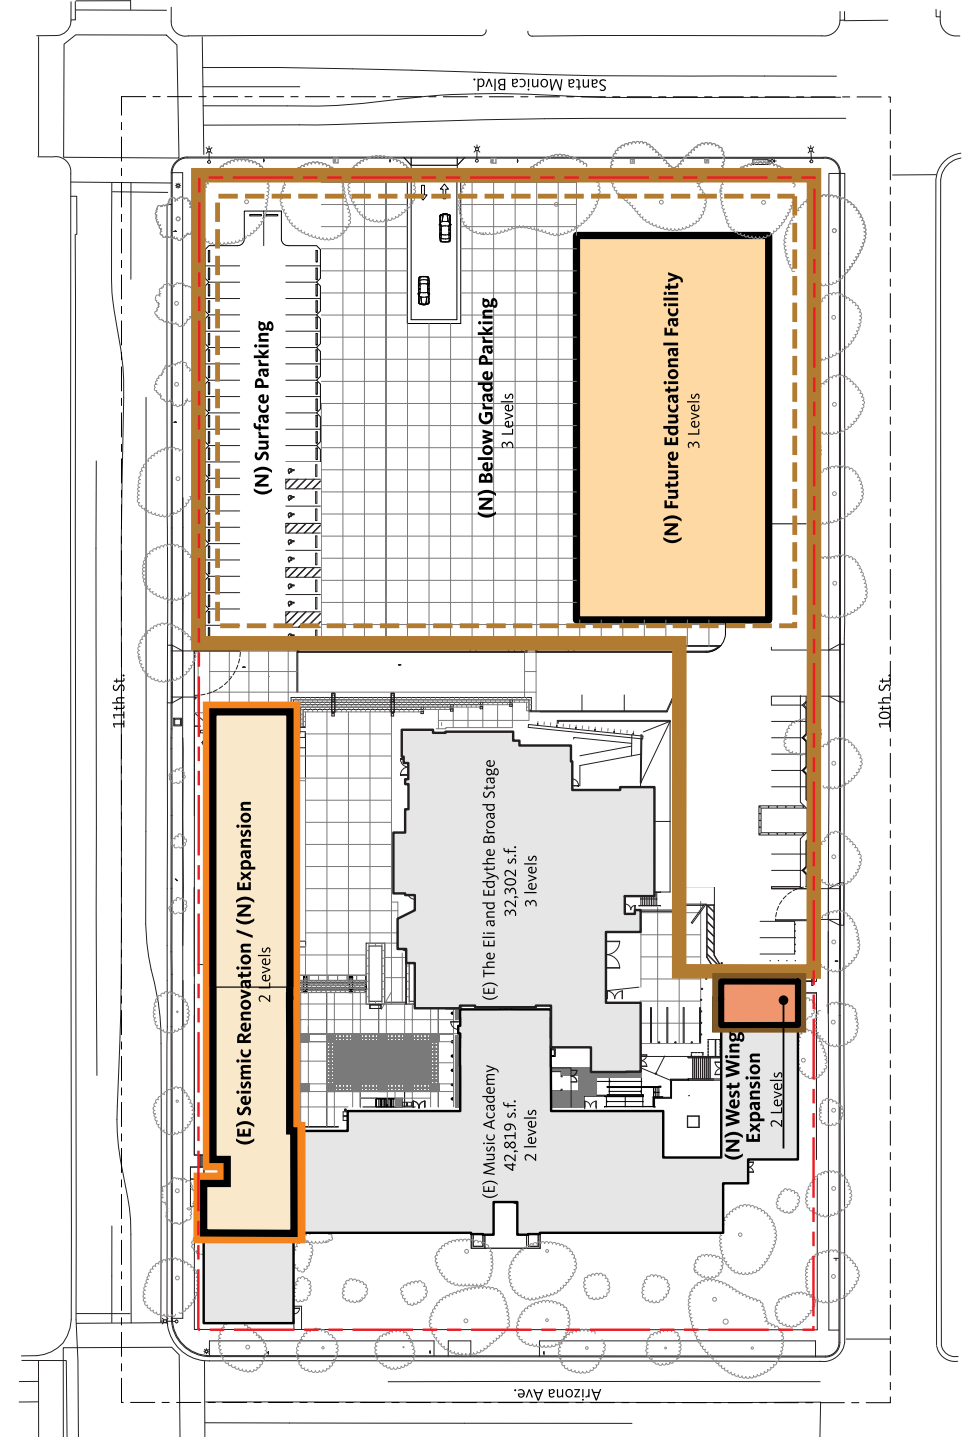 Santa Monica Blvd.
(N) Surface Parking
(N) Below Grade Parking
3 Levels
(N) Future Educational Facility
3 Levels
11th St.
10th St.
(E) Seismic Renovation / (N) Expansion
2 Levels
(E) The Eli and Edythe Broad Stage
32,302 s.f.
3 levels
(E) Music Academy
42,819 s.f.
2 levels
(N) West Wing
Expansion
2 Levels
Arizona Ave.